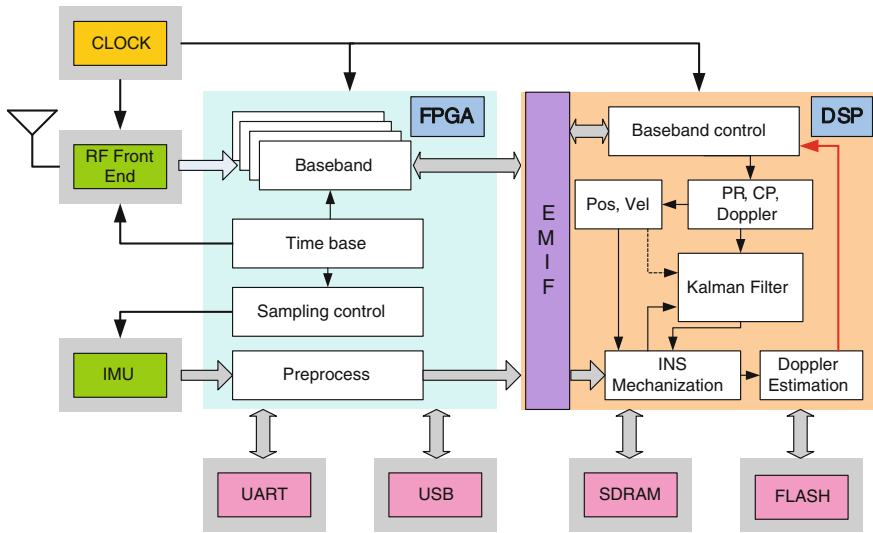 CLOCK
FPGA
DSP
RF Front
End
Baseband
Baseband control
EMIF
Pos, Vel
PR, CP,
Doppler
Time base
Kalman Filter
Sampling control
IMU
Preprocess
INS
Mechanization
Doppler
Estimation
UART
USB
SDRAM
FLASH